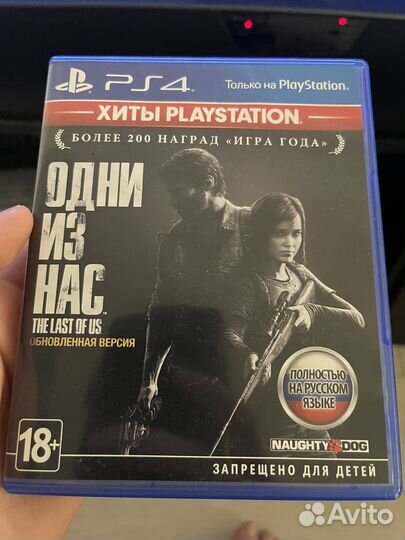 PS4
Только на PlayStation®
ХИТЫ PLAYSTATION®
БОЛЕЕ 200 НАГРАД «ИГРА ГОДА»
ОДНИ
ИЗ
НАС
THE LAST OF US
ОБНОВЛЕННАЯ ВЕРСИЯ
ПОЛНОСТЬЮ
НА РУССКОМ
ЯЗЫКЕ
18+
NAUGHTY DOG
ЗАПРЕЩЕНО ДЛЯ ДЕТЕЙ
Avito